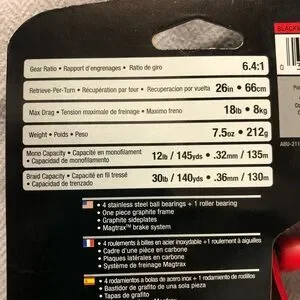 BLACKM
0
Gear Ratio • Rapport d'engrenages • Ratio de giro 6.4:1
Retrieve-Per-Turn • Récupération par tour • Recuperacion por vuelta 26in • 66cm
Max Drag • Tension maximale de freinage • Maximo freno 18lb • 8kg
Weight • Poids • Peso 7.5oz • 212g
Mono Capacity • Capacité en monofilament
• Capacidad en monofilamento 12lb / 145yds • .32mm / 135m
Braid Capacity • Capacité en fil tressé
• Capacidad de trenzado 30lb / 140yds • .36mm / 130m
• 4 stainless steel ball bearings + 1 roller bearing
One piece graphite frame
• Graphite sideplates
• Magtrax™ brake system
• 4 roulements à billes en acier inoxydable +1 roulement
Cadre d'une pièce en carbone
Plaques latérales en carbone
• Système de freinage Magtrax
• 4 rodamientos a bolas de acero inox + 1 rodamiento de rodillos
Bastidor de grafito de una sola pieza
• Tapas de grafito